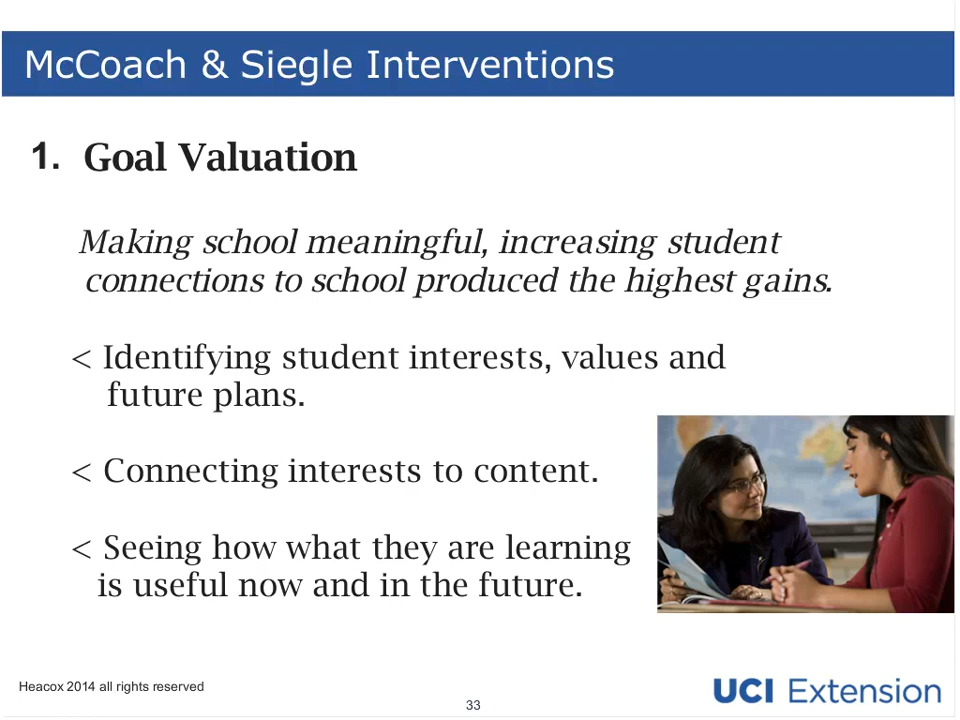 McCoach & Siegle Interventions
1. Goal Valuation
Making school meaningful, increasing student
connections to school produced the highest gains.
< Identifying student interests, values and
future plans.
< Connecting interests to content.
< Seeing how what they are learning
is useful now and in the future.
Heacox 2014 all rights reserved
33
UCI Extension